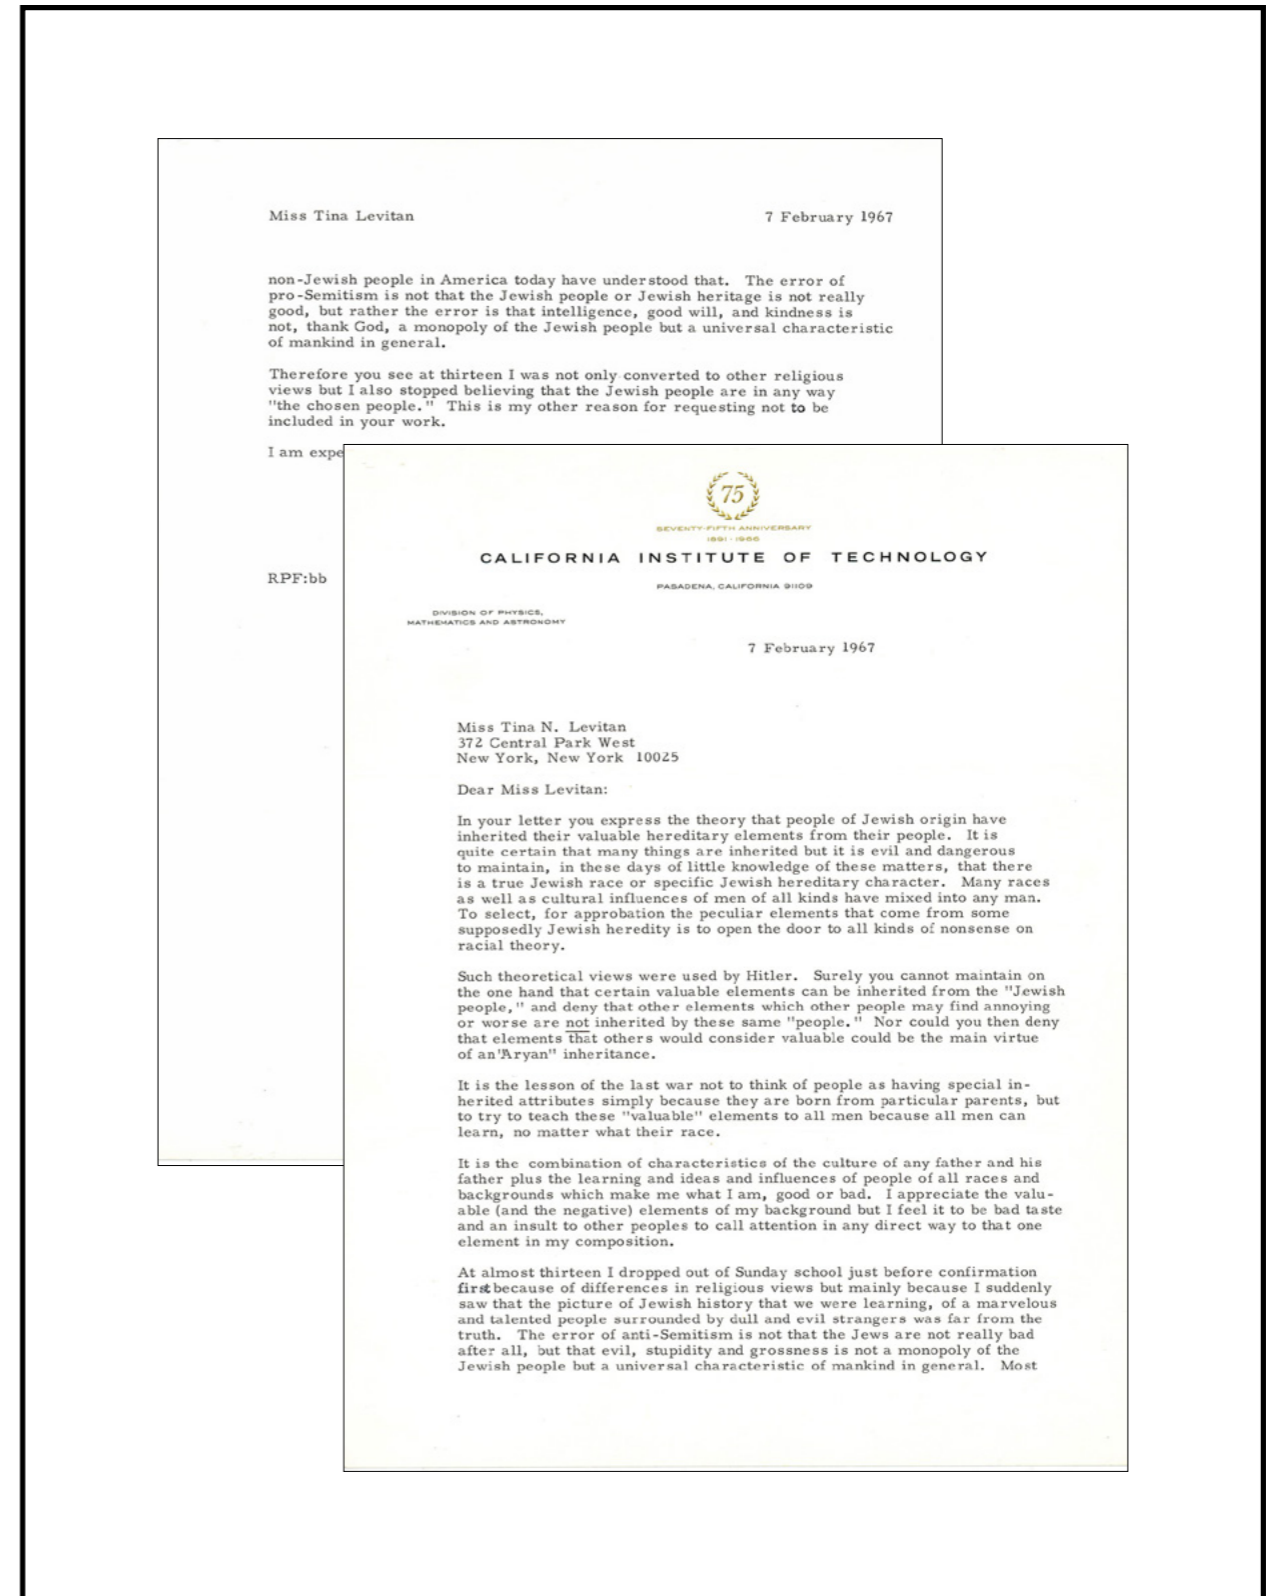 Miss Tina Levitan 7 February 1967
non-Jewish people in America today have understood that. The error of
pro-Semitism is not that the Jewish people or Jewish heritage is not really
good, but rather the error is that intelligence, good will, and kindness is
not, thank God, a monopoly of the Jewish people but a universal characteristic
of mankind in general.
Therefore you see at thirteen I was not only converted to other religious
views but I also stopped believing that the Jewish people are in any way
"the chosen people." This is my other reason for requesting not to be
included in your work.
I am expe
RPF:bb
75
SEVENTY-FIFTH ANNIVERSARY
1891 - 1966
CALIFORNIA INSTITUTE OF TECHNOLOGY
PASADENA, CALIFORNIA 91109
DIVISION OF PHYSICS,
MATHEMATICS AND ASTRONOMY
7 February 1967
Miss Tina N. Levitan
372 Central Park West
New York, New York 10025
Dear Miss Levitan:
In your letter you express the theory that people of Jewish origin have
inherited their valuable hereditary elements from their people. It is
quite certain that many things are inherited but it is evil and dangerous
to maintain, in these days of little knowledge of these matters, that there
is a true Jewish race or specific Jewish hereditary character. Many races
as well as cultural influences of men of all kinds have mixed into any man.
To select, for approbation the peculiar elements that come from some
supposedly Jewish heredity is to open the door to all kinds of nonsense on
racial theory.
Such theoretical views were used by Hitler. Surely you cannot maintain on
the one hand that certain valuable elements can be inherited from the "Jewish
people," and deny that other elements which other people may find annoying
or worse are not inherited by these same "people." Nor could you then deny
that elements that others would consider valuable could be the main virtue
of an "Aryan" inheritance.
It is the lesson of the last war not to think of people as having special in-
herited attributes simply because they are born from particular parents, but
to try to teach these "valuable" elements to all men because all men can
learn, no matter what their race.
It is the combination of characteristics of the culture of any father and his
father plus the learning and ideas and influences of people of all races and
backgrounds which make me what I am, good or bad. I appreciate the valu-
able (and the negative) elements of my background but I feel it to be bad taste
and an insult to other peoples to call attention in any direct way to that one
element in my composition.
At almost thirteen I dropped out of Sunday school just before confirmation
first because of differences in religious views but mainly because I suddenly
saw that the picture of Jewish history that we were learning, of a marvelous
and talented people surrounded by dull and evil strangers was far from the
truth. The error of anti-Semitism is not that the Jews are not really bad
after all, but that evil, stupidity and grossness is not a monopoly of the
Jewish people but a universal characteristic of mankind in general. Most